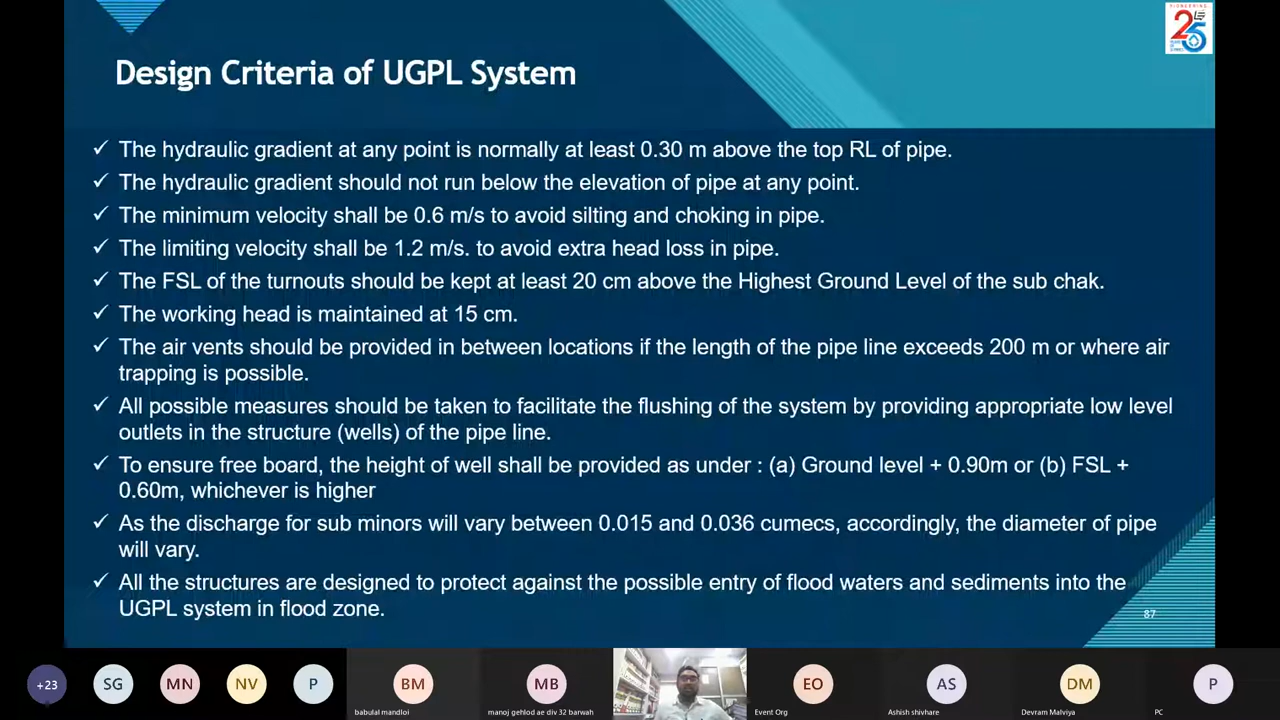 PIONEERING
25
Design Criteria of UGPL System
✓ The hydraulic gradient at any point is normally at least 0.30 m above the top RL of pipe.
✓ The hydraulic gradient should not run below the elevation of pipe at any point.
✓ The minimum velocity shall be 0.6 m/s to avoid silting and choking in pipe.
✓ The limiting velocity shall be 1.2 m/s. to avoid extra head loss in pipe.
✓ The FSL of the turnouts should be kept at least 20 cm above the Highest Ground Level of the sub chak.
✓ The working head is maintained at 15 cm.
✓ The air vents should be provided in between locations if the length of the pipe line exceeds 200 m or where air
trapping is possible.
✓ All possible measures should be taken to facilitate the flushing of the system by providing appropriate low level
outlets in the structure (wells) of the pipe line.
✓ To ensure free board, the height of well shall be provided as under : (a) Ground level + 0.90m or (b) FSL +
0.60m, whichever is higher
✓ As the discharge for sub minors will vary between 0.015 and 0.036 cumecs, accordingly, the diameter of pipe
will vary.
✓ All the structures are designed to protect against the possible entry of flood waters and sediments into the
UGPL system in flood zone.
87
+23 SG MN NV P BM MB EO AS DM P
babulal mandloi manoj gehlod ae div 32 barwah Event Org Ashish shivhare Devram Malviya PC